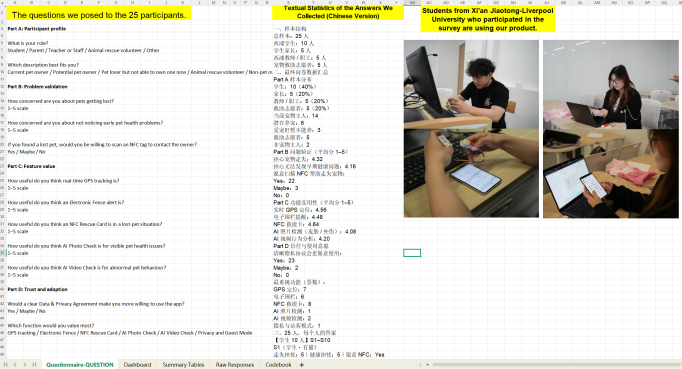 The questions we posed to the 25 participants.
Part A: Participant profile
What is your role?
Student / Parent / Teacher or Staff / Animal rescue volunteer / Other
Which description best fits you?
Current pet owner / Potential pet owner / Pet lover but not able to own one now / Animal rescue volunteer / Non-pet o
Part B: Problem validation
How concerned are you about pets getting lost?
1–5 scale
How concerned are you about not noticing early pet health problems?
1–5 scale
If you found a lost pet, would you be willing to scan an NFC tag to contact the owner?
Yes / Maybe / No
Part C: Feature value
How useful do you think real-time GPS tracking is?
1–5 scale
How useful do you think an Electronic Fence alert is?
1–5 scale
How useful do you think an NFC Rescue Card is in a lost-pet situation?
1–5 scale
How useful do you think AI Photo Check is for visible pet health issues?
1–5 scale
How useful do you think AI Video Check is for abnormal pet behaviour?
1–5 scale
Part D: Trust and adoption
Would a clear Data & Privacy Agreement make you more willing to use the app?
Yes / Maybe / No
Which function would you value most?
GPS tracking / Electronic Fence / NFC Rescue Card / AI Photo Check / AI Video Check / Privacy and Guest Mode
Textual Statistics of the Answers We
Collected (Chinese Version)
一、样本结构
总样本：25 人
西浦学生：10 人
学生家长：5 人
西浦教师 / 职工：5 人
宠物救助志愿者：5 人
二、最终问卷数据汇总
Part A 样本分布
学生：10（40%）
家长：5（20%）
教师 / 职工：5（20%）
救助志愿者：5（20%）
当前宠物主人：14
潜在养宠：6
爱宠但暂不能养：3
救助志愿者：5
非宠物主人：2
Part B 问题验证（平均分 1–5）
担心宠物走失：4.32
担心无法发现早期健康问题：4.16
愿意扫描 NFC 帮助走失宠物：
Yes：22
Maybe：3
No：0
Part C 功能实用性（平均分 1–5）
实时 GPS 定位：4.56
电子围栏提醒：4.48
NFC 救援卡：4.64
AI 照片检测（皮肤 / 外伤）：4.08
AI 视频行为分析：4.20
Part D 信任与使用意愿
清晰隐私协议会更愿意使用：
Yes：23
Maybe：2
No：0
最重视功能（票数）：
GPS 定位：7
电子围栏：6
NFC 救援卡：8
AI 照片检测：1
AI 视频检测：2
隐私与访客模式：1
三、25 人，每个人的答案
【学生 10 人】S1–S10
S1（学生・有猫）
走失担忧：5｜健康担忧：5｜愿意 NFC：Yes
Students from Xi'an Jiaotong-Liverpool
University who participated in the
survey are using our product.
Questionnaire-QUESTION
Dashboard
Summary Tables
Raw Responses
Codebook